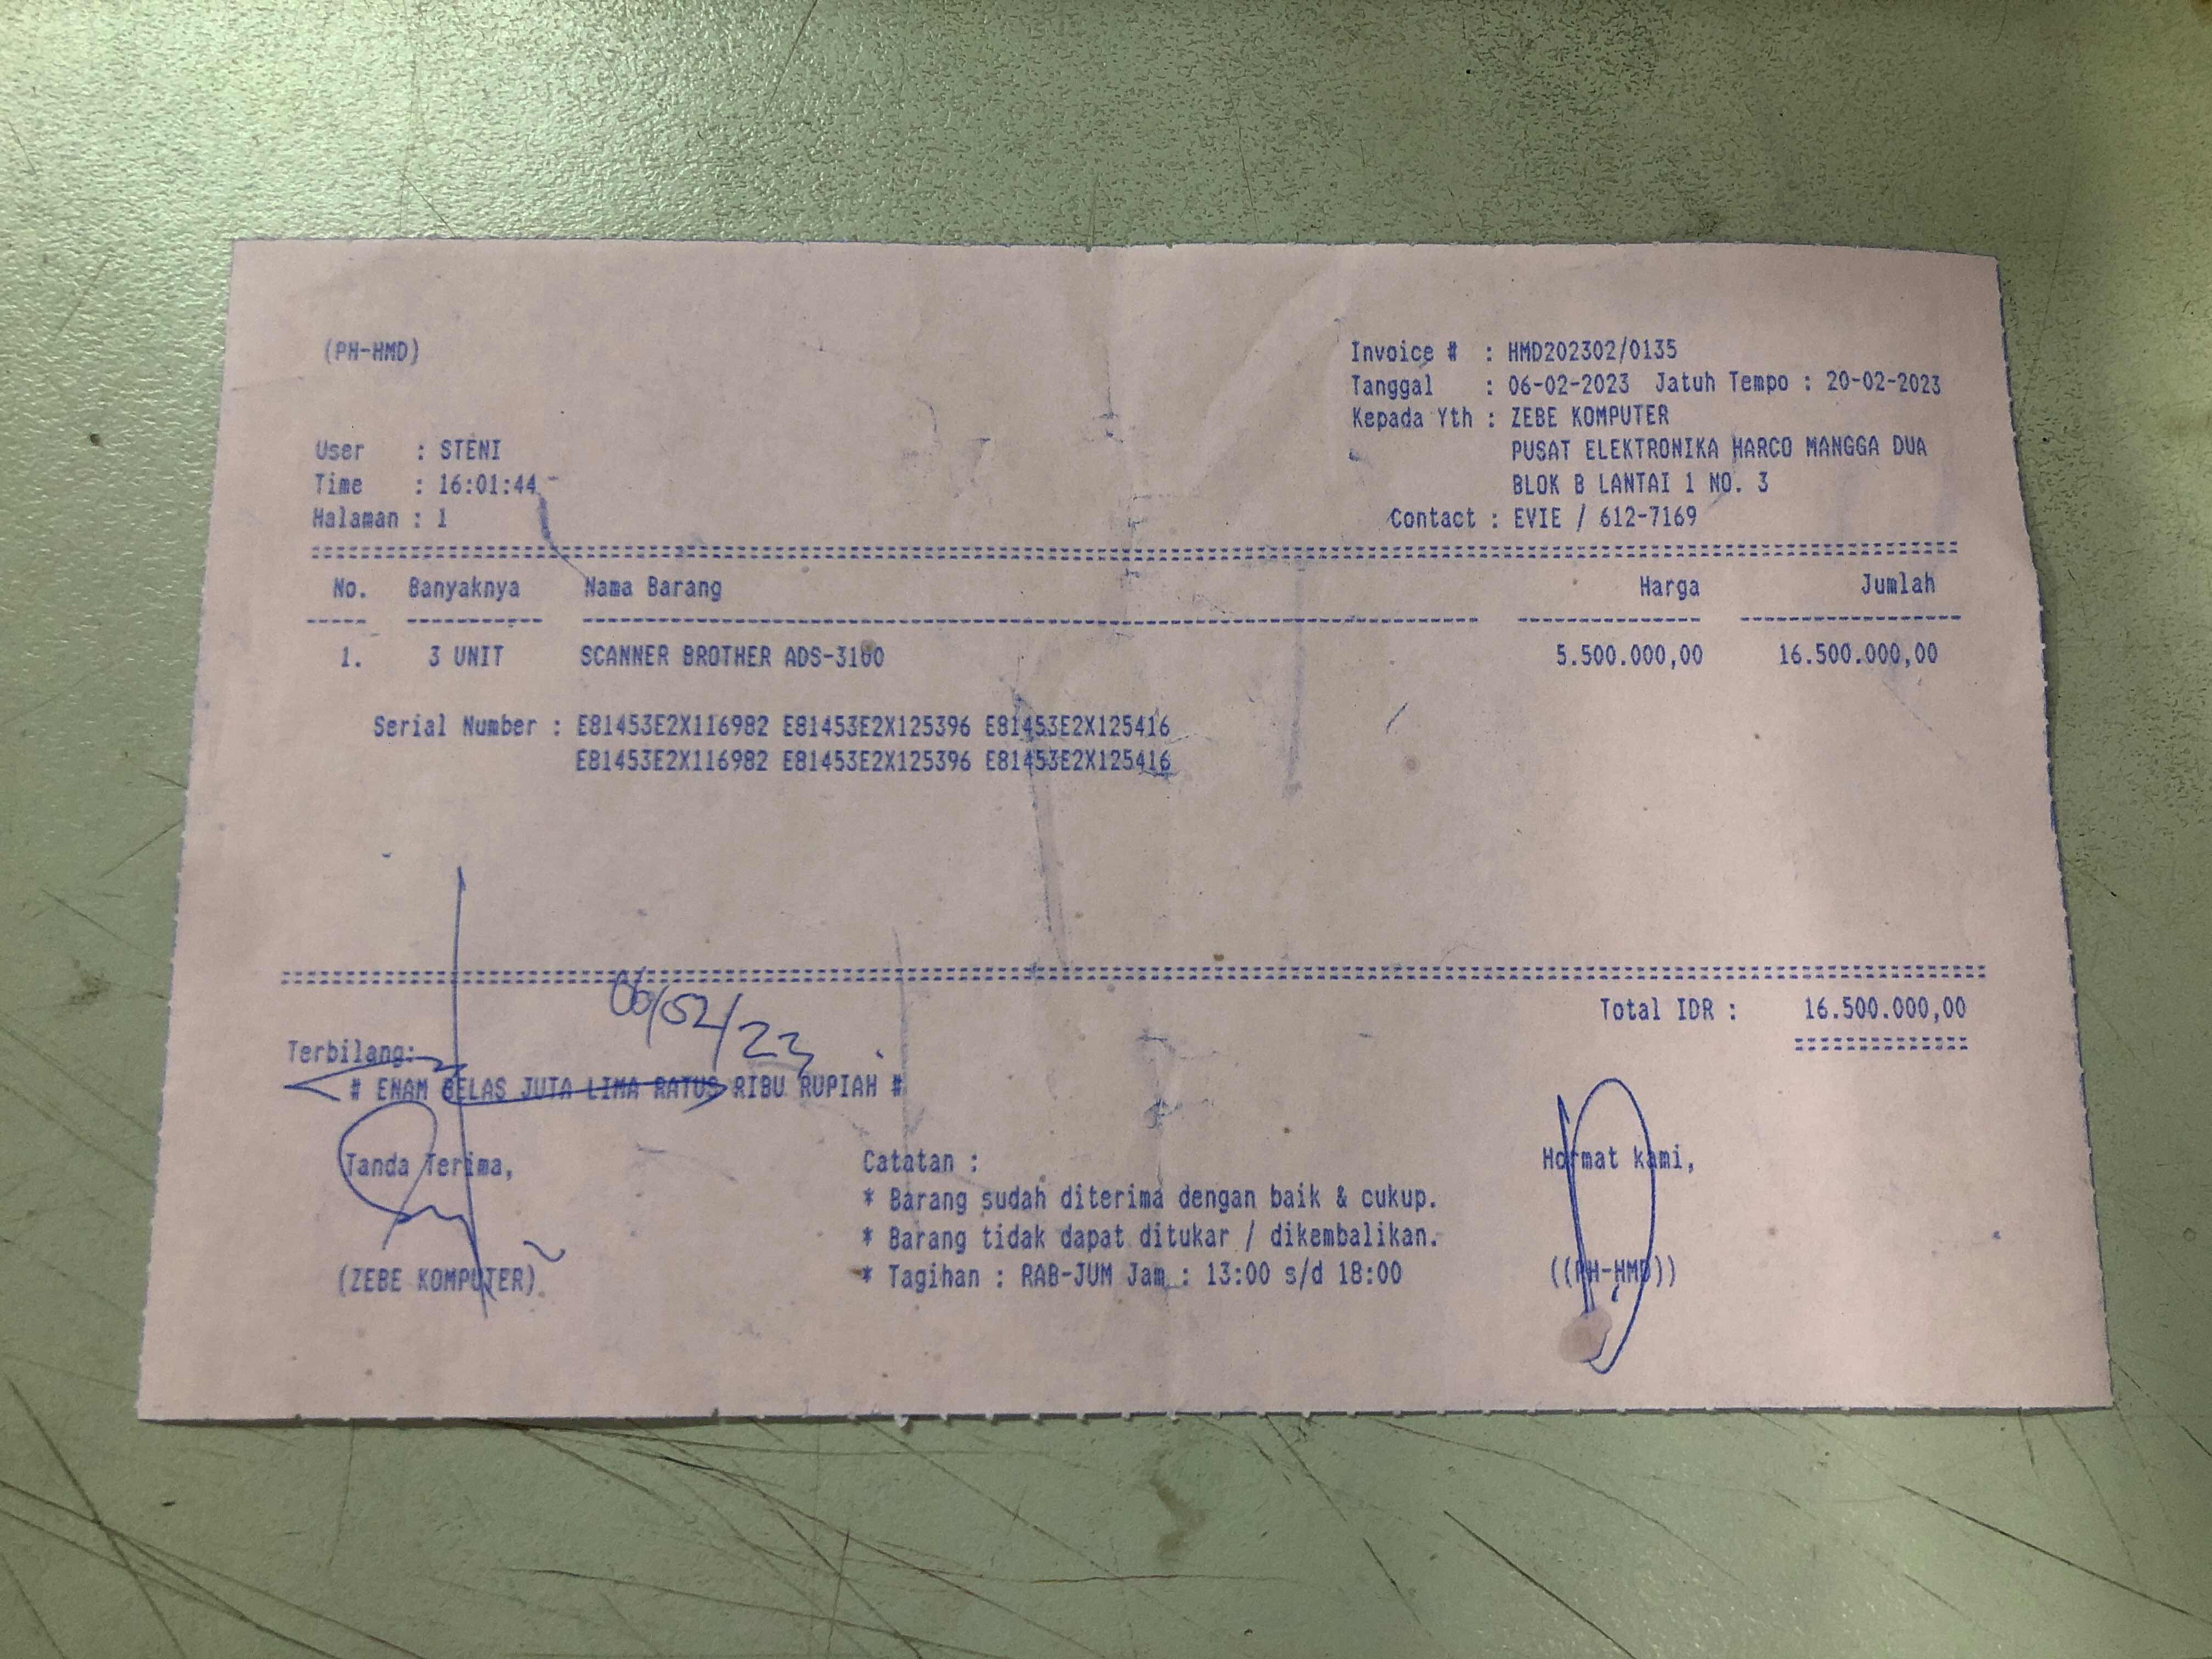 (PH-HMD)
Invoice # : HMD202302/0135
Tanggal : 06-02-2023 Jatuh Tempo : 20-02-2023
Kepada Yth : ZEBE KOMPUTER
PUSAT ELEKTRONIKA HARCO MANGGA DUA
BLOK B LANTAI 1 NO. 3
Contact : EVIE / 612-7169
User : STENI
Time : 16:01:44
Halaman : 1
No. Banyaknya Nama Barang Harga Jumlah
1. 3 UNIT SCANNER BROTHER ADS-3100 5.500.000,00 16.500.000,00
Serial Number : E81453E2X116982 E81453E2X125396 E81453E2X125416
E81453E2X116982 E81453E2X125396 E81453E2X125416
06/02/23
Total IDR : 16.500.000,00
Terbilang:
# ENAM BELAS JUTA LIMA RATUS RIBU RUPIAH #
Tanda Terima,
(ZEBE KOMPUTER)
Catatan :
* Barang sudah diterima dengan baik & cukup.
* Barang tidak dapat ditukar / dikembalikan.
* Tagihan : RAB-JUM Jam : 13:00 s/d 18:00
Hormat kami,
((PH-HMD))